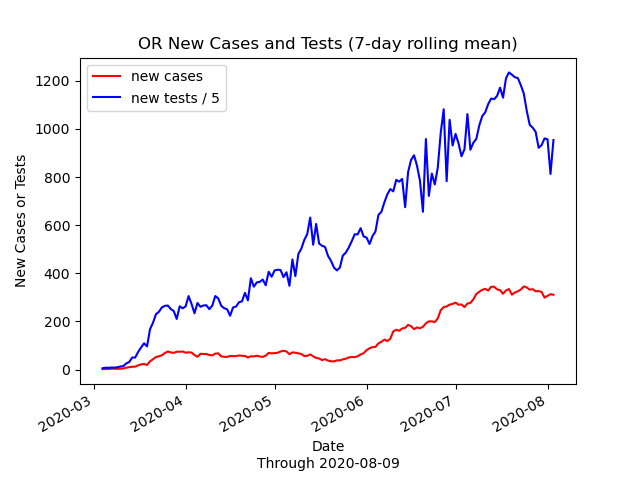 OR New Cases and Tests (7-day rolling mean)
new cases
new tests / 5
New Cases or Tests
1200
1000
800
600
400
200
0
2020-03
2020-04
2020-05
2020-06
2020-07
2020-08
Date
Through 2020-08-09